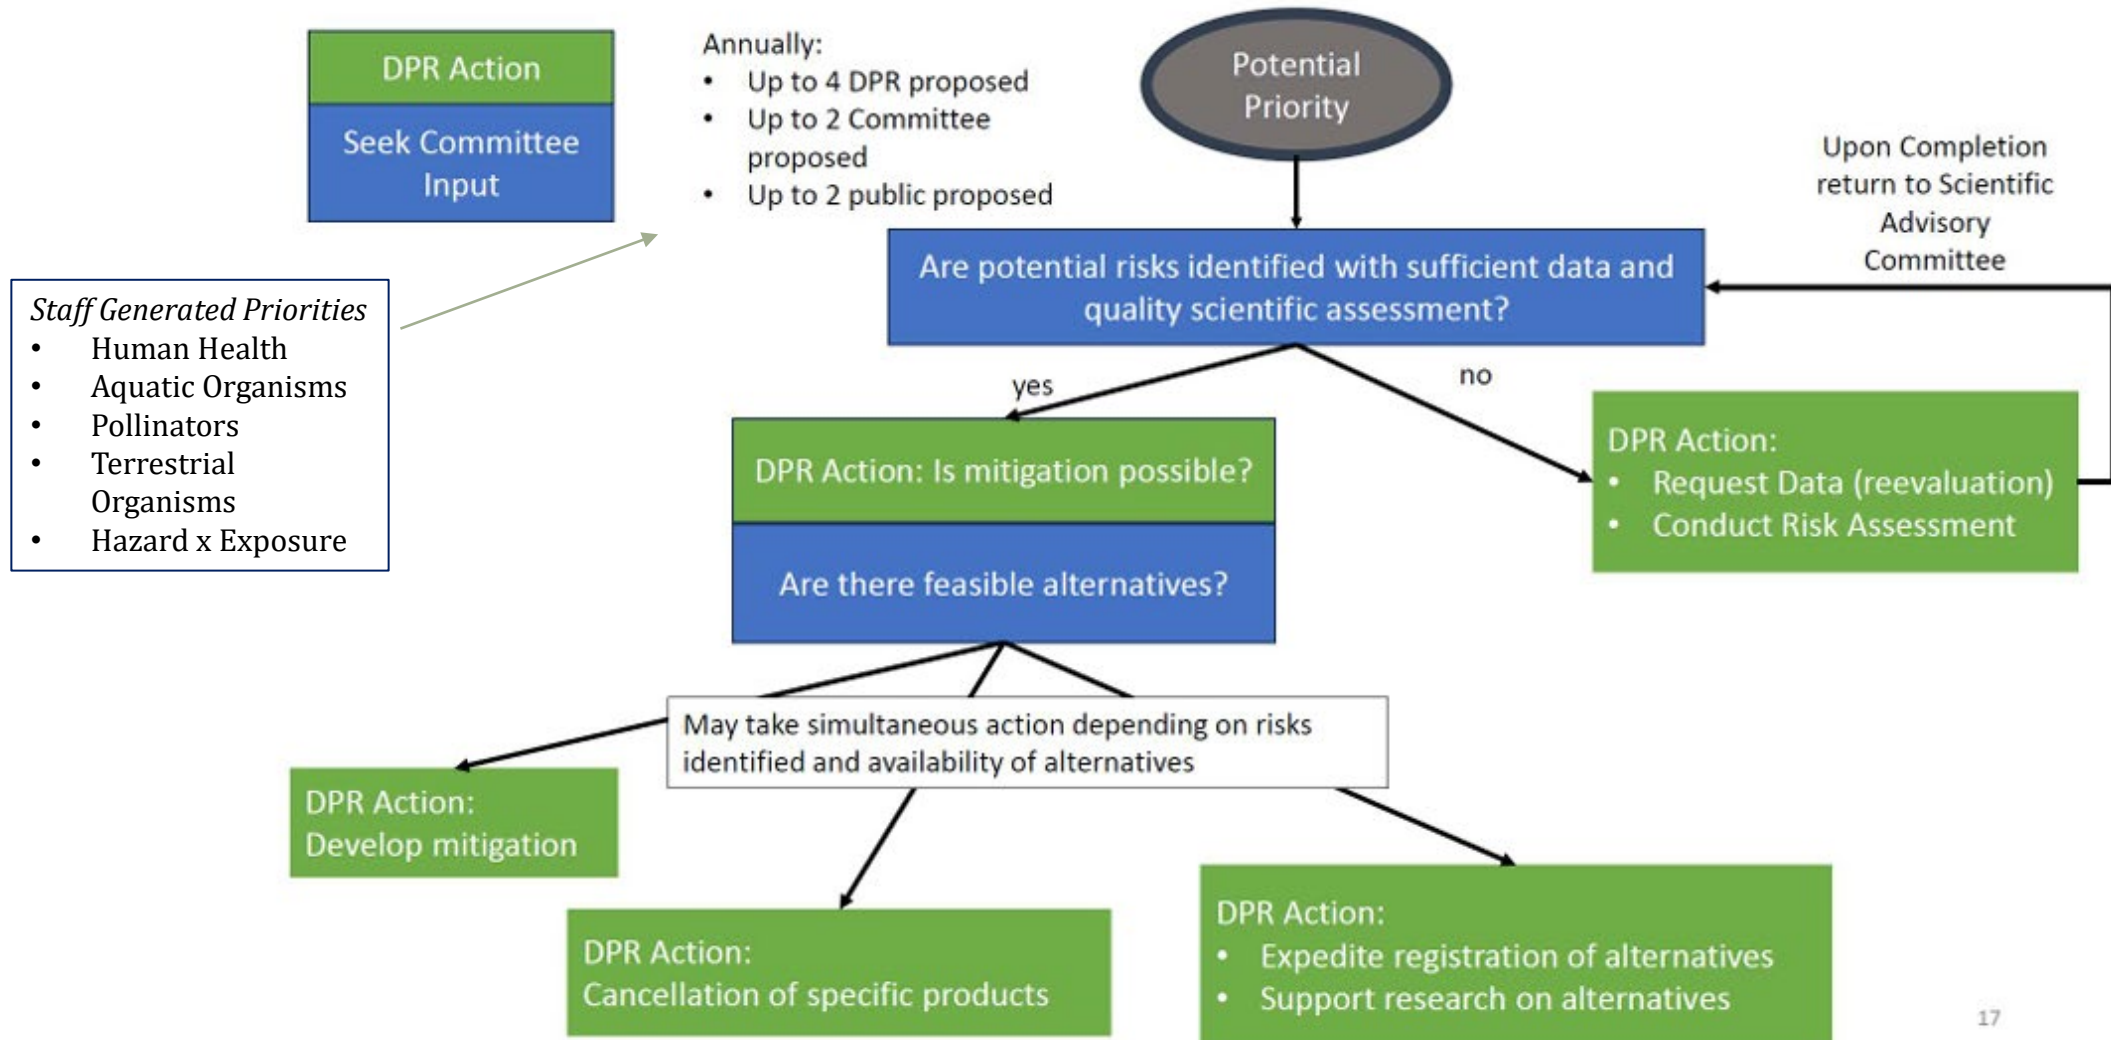 DPR Action
Seek Committee
Input
Annually:
• Up to 4 DPR proposed
• Up to 2 Committee
proposed
• Up to 2 public proposed
Potential
Priority
Upon Completion
return to Scientific
Advisory
Committee
Staff Generated Priorities
• Human Health
• Aquatic Organisms
• Pollinators
• Terrestrial
Organisms
• Hazard x Exposure
Are potential risks identified with sufficient data and
quality scientific assessment?
yes
no
DPR Action: Is mitigation possible?
Are there feasible alternatives?
DPR Action:
• Request Data (reevaluation)
• Conduct Risk Assessment
May take simultaneous action depending on risks
identified and availability of alternatives
DPR Action:
Develop mitigation
DPR Action:
Cancellation of specific products
DPR Action:
• Expedite registration of alternatives
• Support research on alternatives
17